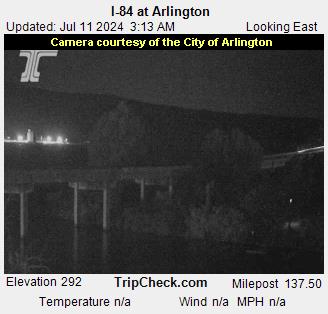 I-84 at Arlington
Updated: Jul 11 2024 3:13 AM Looking East
Camera courtesy of the City of Arlington
Elevation 292 TripCheck.com Milepost 137.50
Temperature n/a Wind n/a MPH n/a